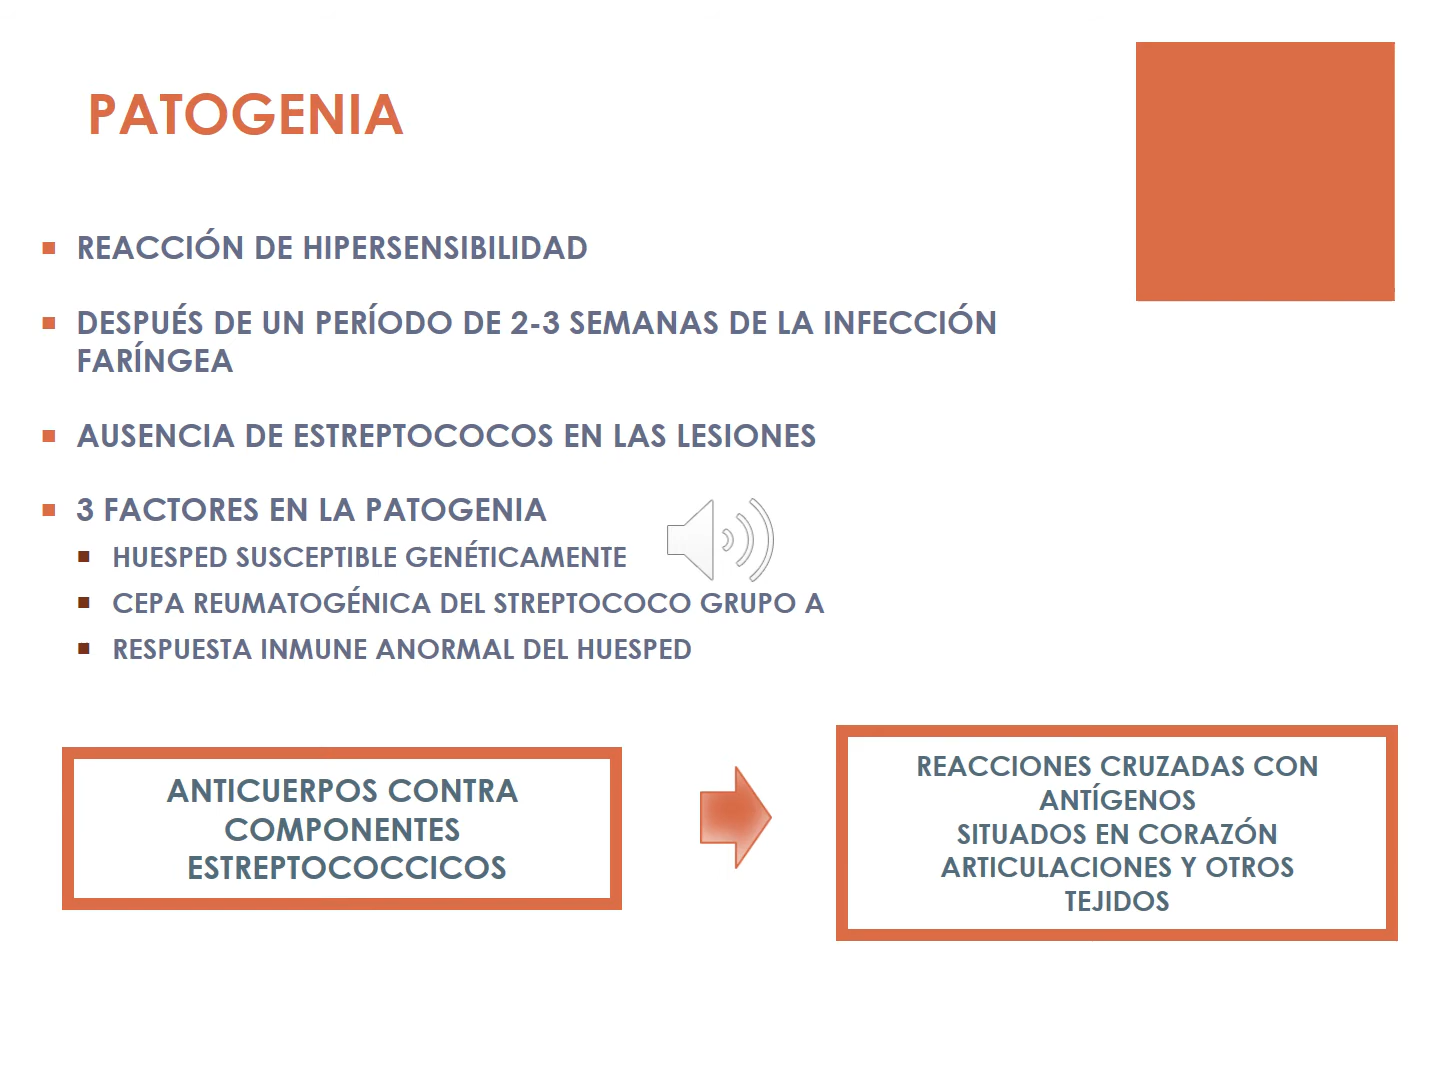 PATOGENIA
REACCIÓN DE HIPERSENSIBILIDAD
DESPUÉS DE UN PERÍODO DE 2-3 SEMANAS DE LA INFECCIÓN
FARÍNGEA
AUSENCIA DE ESTREPTOCOCOS EN LAS LESIONES
3 FACTORES EN LA PATOGENIA
HUESPED SUSCEPTIBLE GENÉTICAMENTE
CEPA REUMATOGÉNICA DEL STREPTOCOCO GRUPO A
RESPUESTA INMUNE ANORMAL DEL HUESPED
ANTICUERPOS CONTRA
COMPONENTES
ESTREPTOCOCCICOS
REACCIONES CRUZADAS CON
ANTÍGENOS
SITUADOS EN CORAZÓN
ARTICULACIONES Y OTROS
TEJIDOS